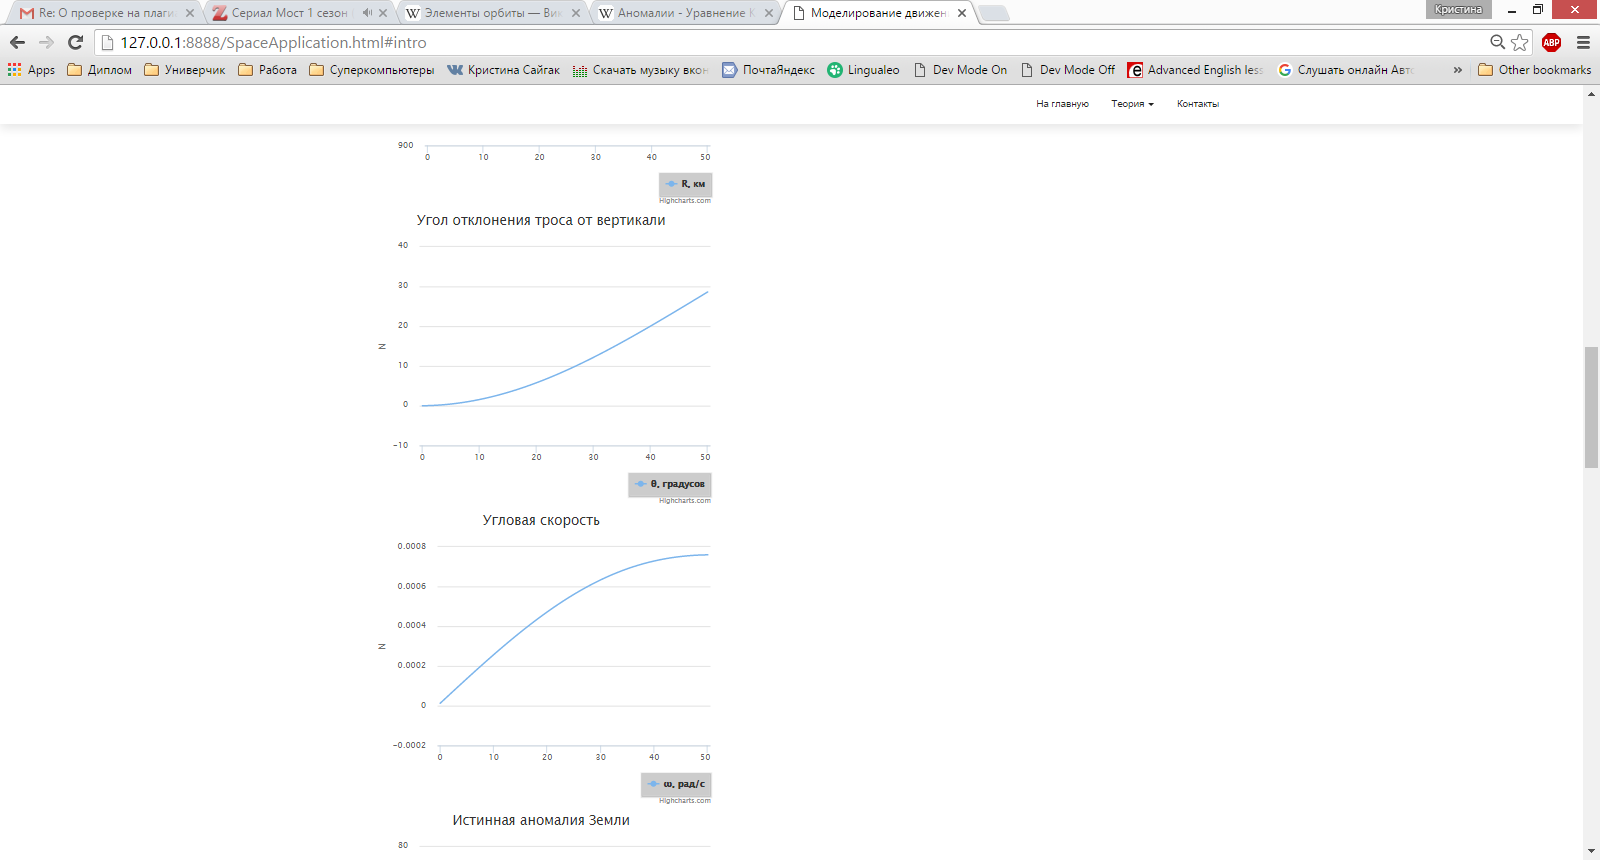 Re: О проверке на плаги
Сериал Мост 1 сезон
Элементы орбиты — Вик
Аномалии - Уравнение К
Моделирование движен
Кристина
127.0.0.1:8888/SpaceApplication.html#intro
ABP
Apps
Диплом
Универчик
Работа
Суперкомпьютеры
Кристина Сайгак
Скачать музыку вкон
ПочтаЯндекс
Lingualeo
Dev Mode On
Dev Mode Off
Advanced English less
Слушать онлайн Авто
»
Other bookmarks
На главную
Теория
Контакты
900
0 10 20 30 40 50
R, км
Highcharts.com
Угол отклонения троса от вертикали
40
30
20
N
10
0
-10
0 10 20 30 40 50
θ, градусов
Highcharts.com
Угловая скорость
0.0008
0.0006
0.0004
N
0.0002
0
-0.0002
0 10 20 30 40 50
ω, рад/с
Highcharts.com
Истинная аномалия Земли
80